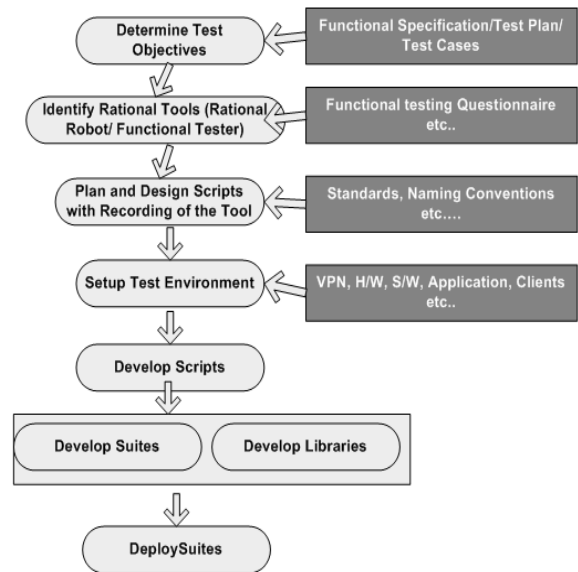 Determine Test
Objectives
Functional Specification/Test Plan/
Test Cases
Identify Rational Tools (Rational
Robot/ Functional Tester)
Functional testing Questionnaire
etc..
Plan and Design Scripts
with Recording of the Tool
Standards, Naming Conventions
etc....
Setup Test Environment
VPN, H/W, S/W, Application, Clients
etc..
Develop Scripts
Develop Suites
Develop Libraries
DeploySuites